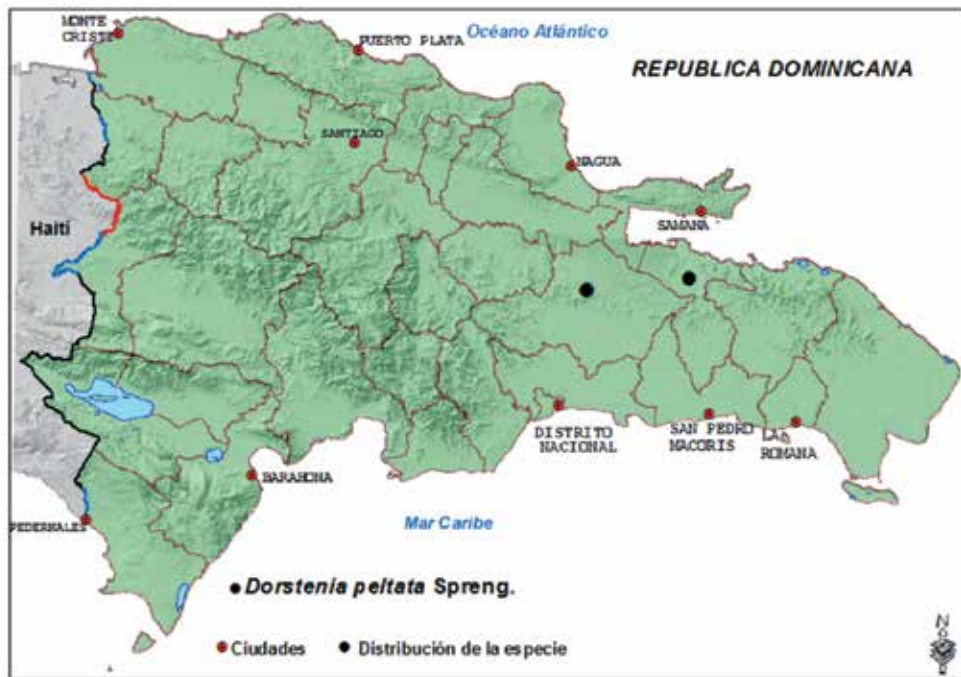 MONTE
CRISTI
PUERTO PLATA
Océano Atlántico
REPUBLICA DOMINICANA
SANTIAGO
NAGUA
SAMANA
Haití
DISTRITO
NACIONAL
SAN PEDRO
MACORIS
LA
ROMANA
BARAHONA
PEDERNALES
Mar Caribe
Dorstenia peltata Spreng.
Ciudades
Distribución de la especie